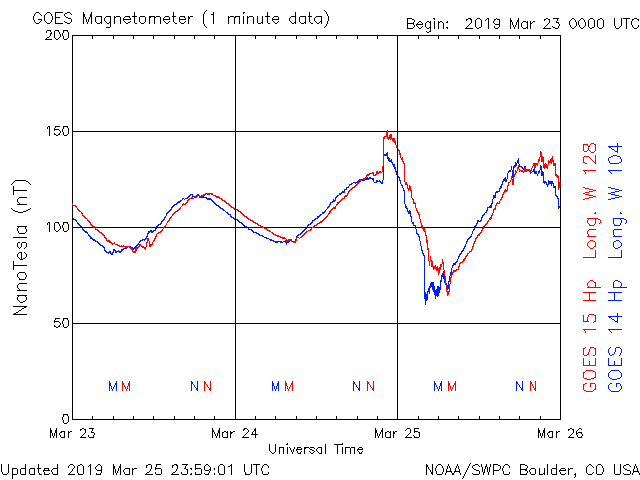 GOES Magnetometer (1 minute data)
Begin: 2019 Mar 23 0000 UTC
200
150
100
50
0
NanoTesla (nT)
M M N N M M N N M M N N
Mar 23 Mar 24 Mar 25 Mar 26
Universal Time
GOES 15 Hp Long. W 128
GOES 14 Hp Long. W 104
Updated 2019 Mar 25 23:59:01 UTC
NOAA/SWPC Boulder, CO USA